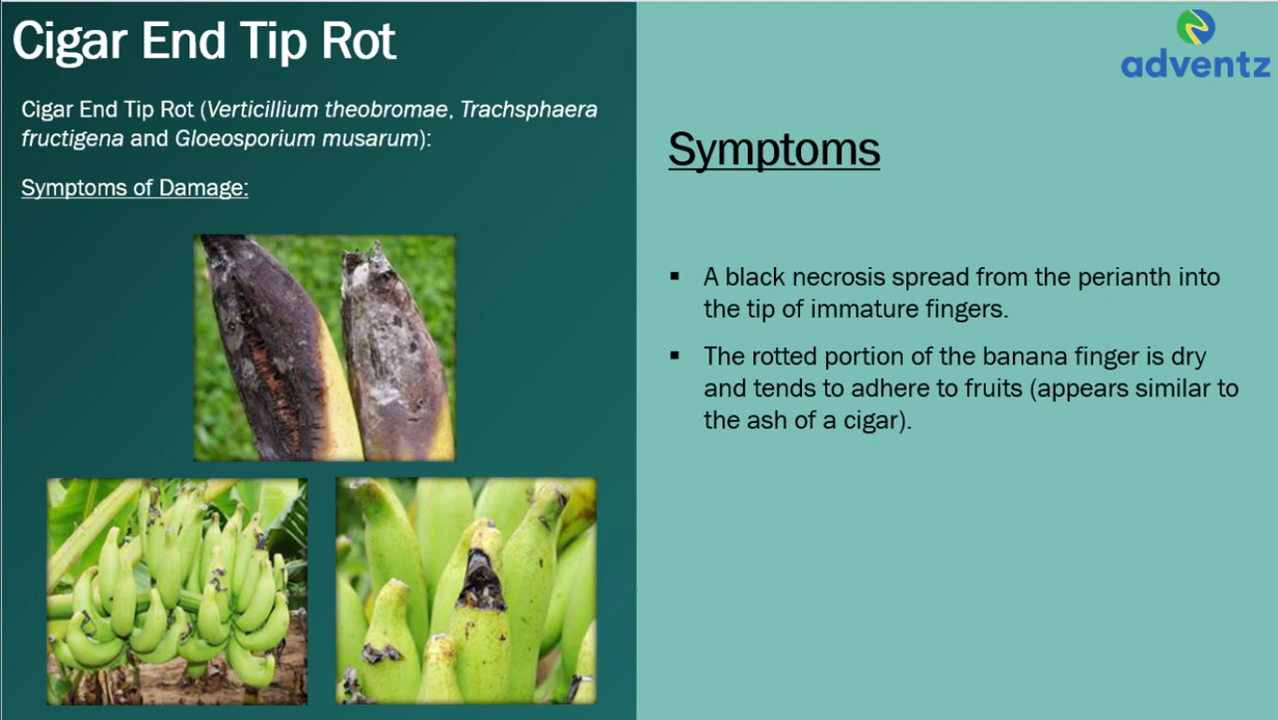 Cigar End Tip Rot
Cigar End Tip Rot (Verticillium theobromae, Trachsphaera
fructigena and Gloeosporium musarum):
Symptoms of Damage:
adventz
Symptoms
▪ A black necrosis spread from the perianth into
the tip of immature fingers.
▪ The rotted portion of the banana finger is dry
and tends to adhere to fruits (appears similar to
the ash of a cigar).